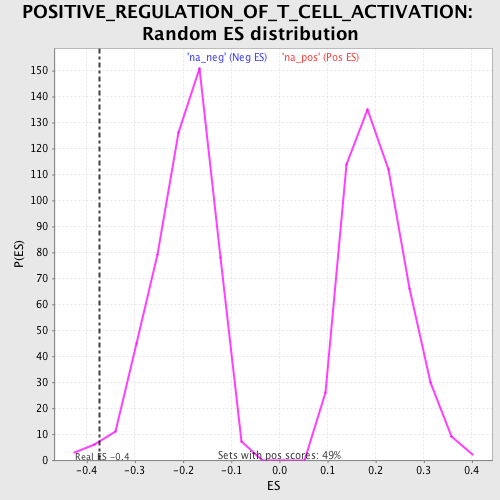 POSITIVE_REGULATION_OF_T_CELL_ACTIVATION:
Random ES distribution
'na_neg' (Neg ES) 'na_pos' (Pos ES)
150
140
130
120
110
100
90
80
70
60
50
40
30
20
10
0
P(ES)
Real ES -0.4
Sets with pos scores: 49%
-0.4 -0.3 -0.2 -0.1 0.0 0.1 0.2 0.3 0.4
ES